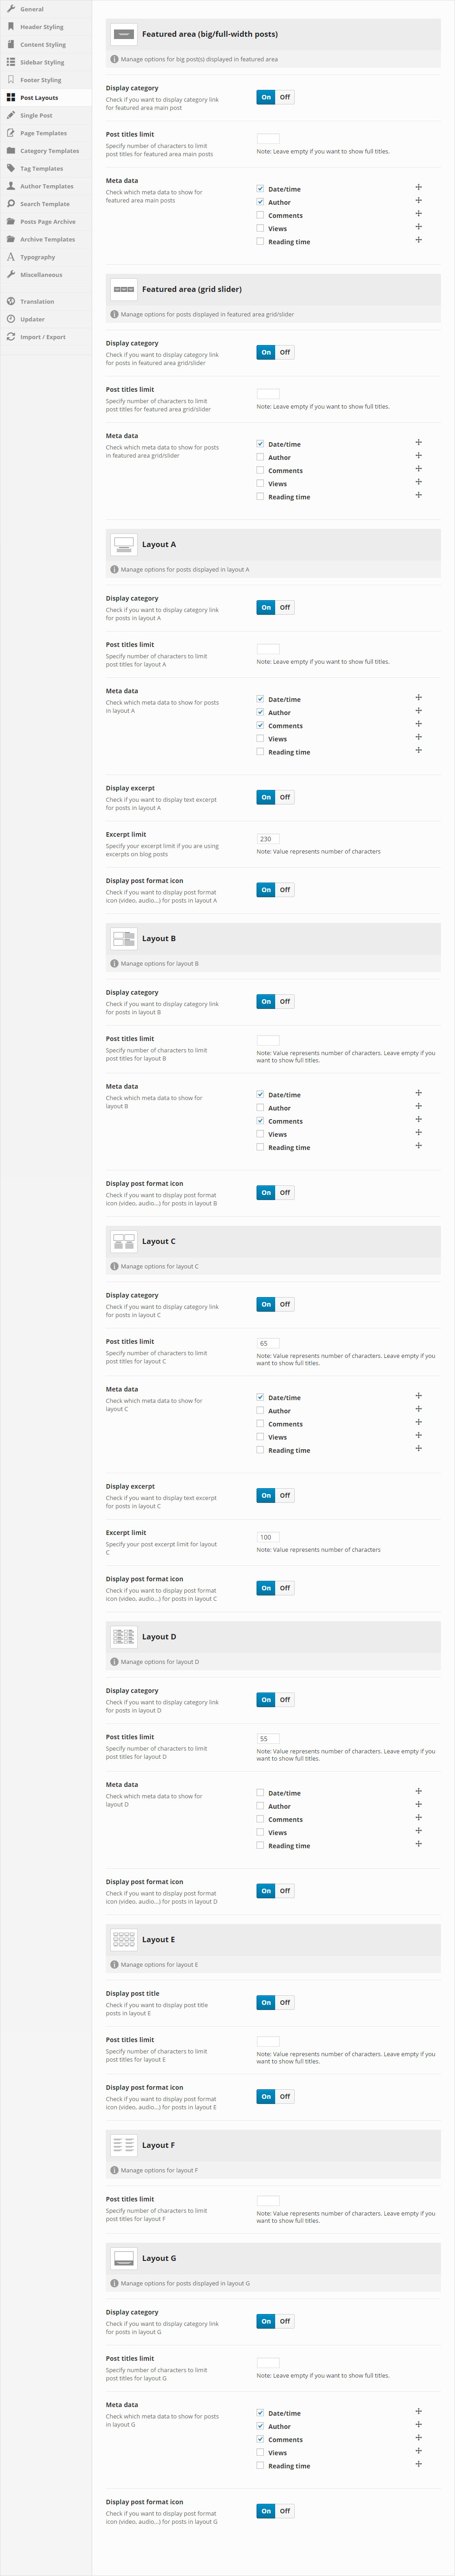 General
Header Styling
Content Styling
Sidebar Styling
Footer Styling
Post Layouts
Single Post
Page Templates
Category Templates
Tag Templates
Author Templates
Search Template
Posts Page Archive
Archive Templates
Typography
Miscellaneous
Translation
Updater
Import / Export
Featured area (big/full-width posts)
Manage options for big post(s) displayed in featured area
Display category
Check if you want to display category link
for featured area main post
On Off
Post titles limit
Specify number of characters to limit
post titles for featured area main posts
Note: Leave empty if you want to show full titles.
Meta data
Check which meta data to show for
featured area main posts
Date/time
Author
Comments
Views
Reading time
Featured area (grid slider)
Manage options for posts displayed in featured area grid/slider
Display category
Check if you want to display category link
for posts in featured area grid/slider
On Off
Post titles limit
Specify number of characters to limit
post titles for featured area grid/slider
Note: Leave empty if you want to show full titles.
Meta data
Check which meta data to show for posts
in featured area grid/slider
Date/time
Author
Comments
Views
Reading time
Layout A
Manage options for posts displayed in layout A
Display category
Check if you want to display category link
for posts in layout A
On Off
Post titles limit
Specify number of characters to limit
post titles for layout A
Note: Leave empty if you want to show full titles.
Meta data
Check which meta data to show for posts
in layout A
Date/time
Author
Comments
Views
Reading time
Display excerpt
Check if you want to display text excerpt
for posts in layout A
On Off
Excerpt limit
Specify your excerpt limit if you are using
excerpts on blog posts
230
Note: Value represents number of characters
Display post format icon
Check if you want to display post format
icon (video, audio...) for posts in layout A
On Off
Layout B
Manage options for layout B
Display category
Check if you want to display category link
for posts in layout B
On Off
Post titles limit
Specify number of characters to limit
post titles for layout B
Note: Value represents number of characters. Leave empty if you
want to show full titles.
Meta data
Check which meta data to show for
layout B
Date/time
Author
Comments
Views
Reading time
Display post format icon
Check if you want to display post format
icon (video, audio...) for posts in layout B
On Off
Layout C
Manage options for layout C
Display category
Check if you want to display category link
for posts in layout C
On Off
Post titles limit
Specify number of characters to limit
post titles for layout C
65
Note: Value represents number of characters. Leave empty if you
want to show full titles.
Meta data
Check which meta data to show for
layout C
Date/time
Author
Comments
Views
Reading time
Display excerpt
Check if you want to display text excerpt
for posts in layout C
On Off
Excerpt limit
Specify your post excerpt limit for layout
C
100
Note: Value represents number of characters
Display post format icon
Check if you want to display post format
icon (video, audio...) for posts in layout C
On Off
Layout D
Manage options for layout D
Display category
Check if you want to display category link
for posts in layout D
On Off
Post titles limit
Specify number of characters to limit
post titles for layout D
55
Note: Value represents number of characters. Leave empty if you
want to show full titles.
Meta data
Check which meta data to show for
layout D
Date/time
Author
Comments
Views
Reading time
Display post format icon
Check if you want to display post format
icon (video, audio...) for posts in layout D
On Off
Layout E
Manage options for layout E
Display post title
Check if you want to display post title
posts in layout E
On Off
Post titles limit
Specify number of characters to limit
post titles for layout E
Note: Value represents number of characters. Leave empty if you
want to show full titles.
Display post format icon
Check if you want to display post format
icon (video, audio...) for posts in layout E
On Off
Layout F
Manage options for layout F
Post titles limit
Specify number of characters to limit
post titles for layout F
Note: Value represents number of characters. Leave empty if you
want to show full titles.
Layout G
Manage options for posts displayed in layout G
Display category
Check if you want to display category link
for posts in layout G
On Off
Post titles limit
Specify number of characters to limit
post titles for layout G
Note: Leave empty if you want to show full titles.
Meta data
Check which meta data to show for posts
in layout G
Date/time
Author
Comments
Views
Reading time
Display post format icon
Check if you want to display post format
icon (video, audio...) for posts in layout G
On Off